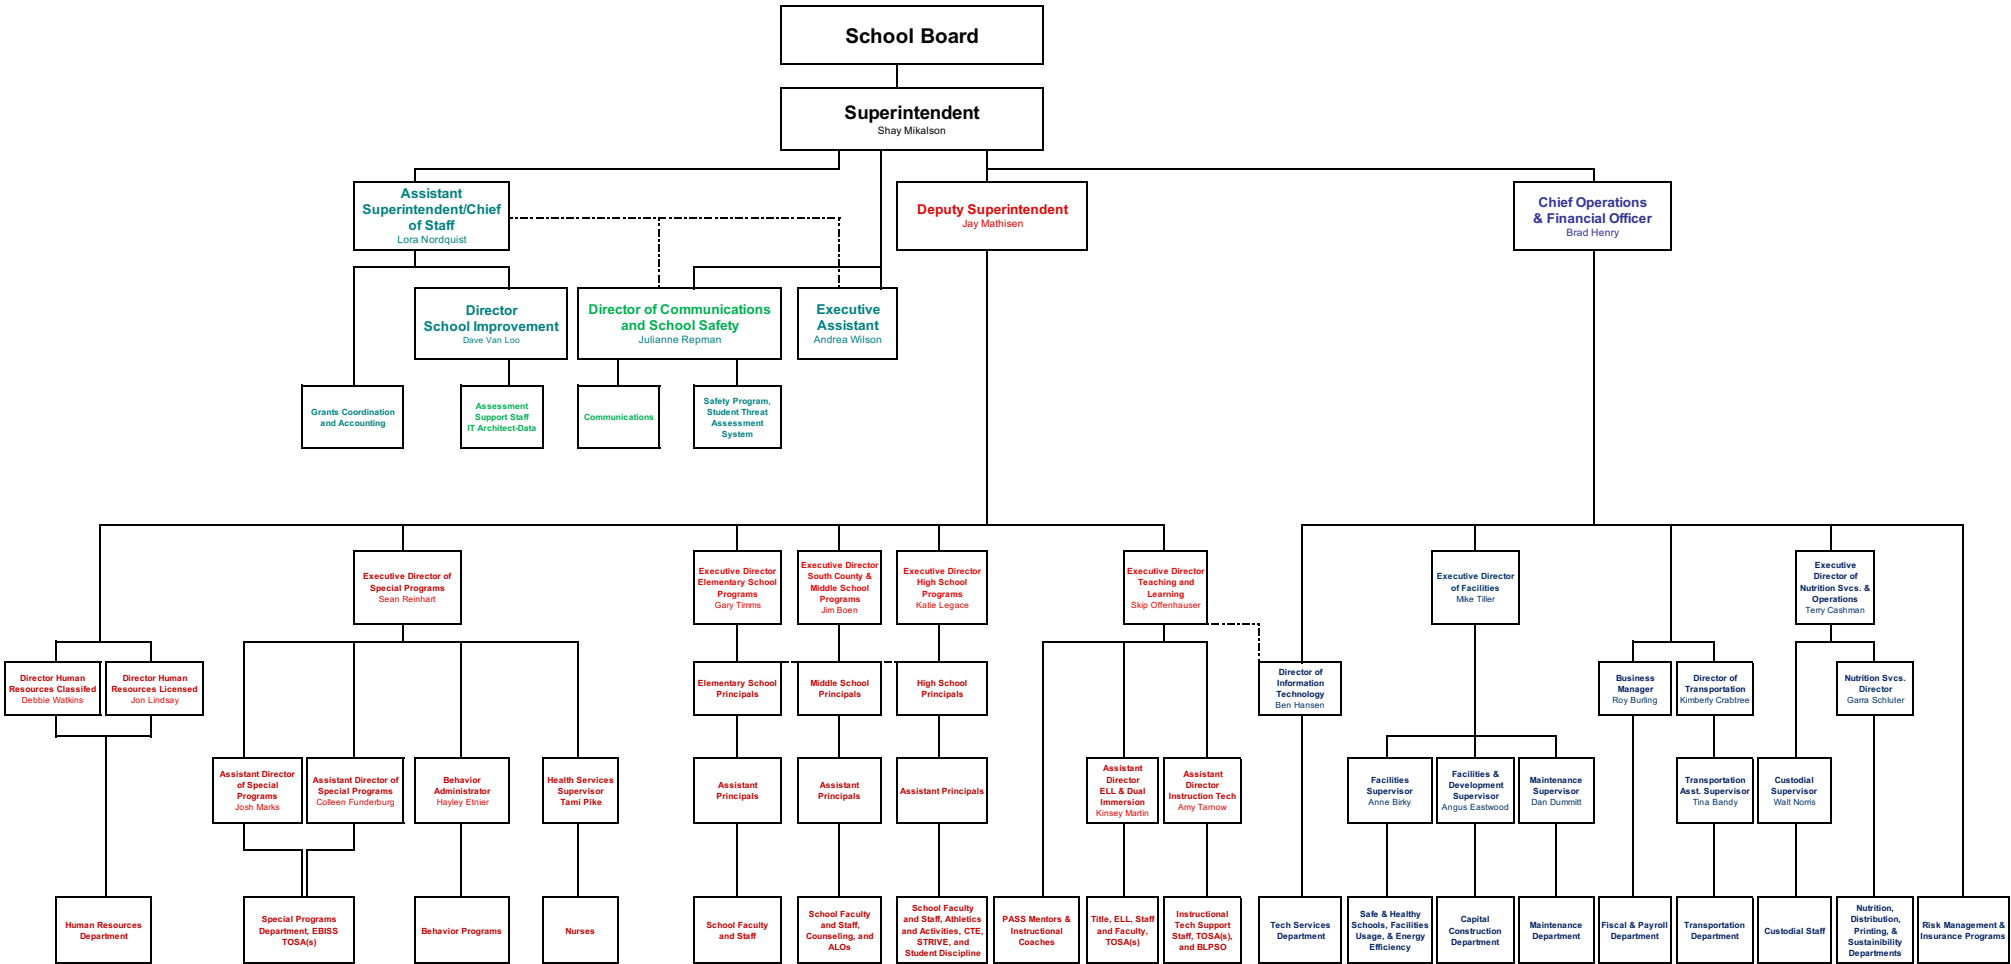 School Board
Superintendent
Shay Mikalson
Assistant
Superintendent/Chief
of Staff
Lora Nordquist
Deputy Superintendent
Jay Mathisen
Chief Operations
& Financial Officer
Brad Henry
Director
School Improvement
Dave Van Loo
Director of Communications
and School Safety
Julianne Repman
Executive
Assistant
Andrea Wilson
Grants Coordination
and Accounting
Assessment
Support Staff
IT Architect-Data
Communications
Safety Program,
Student Threat
Assessment
System
Executive Director of
Special Programs
Sean Reinhart
Executive Director
Elementary School
Programs
Gary Timms
Executive Director
South County &
Middle School
Programs
Jim Boen
Executive Director
High School
Programs
Katie Legace
Executive Director
Teaching and
Learning
Skip Offenhauser
Executive Director
of Facilities
Mike Tiller
Executive
Director of
Nutrition Svcs. &
Operations
Terry Cashman
Director Human
Resources Classifed
Debbie Watkins
Director Human
Resources Licensed
Jon Lindsay
Elementary School
Principals
Middle School
Principals
High School
Principals
Director of
Information
Technology
Ben Hansen
Business
Manager
Roy Burling
Director of
Transportation
Kimberly Crabtree
Nutrition Svcs.
Director
Garra Schluter
Assistant Director
of Special
Programs
Josh Marks
Assistant Director of
Special Programs
Colleen Funderburg
Behavior
Administrator
Hayley Etnier
Health Services
Supervisor
Tami Pike
Assistant
Principals
Assistant
Principals
Assistant Principals
Assistant
Director
ELL & Dual
Immersion
Kinsey Martin
Assistant
Director
Instruction Tech
Amy Tarnow
Facilities
Supervisor
Anne Birky
Facilities &
Development
Supervisor
Angus Eastwood
Maintenance
Supervisor
Dan Dummitt
Transportation
Asst. Supervisor
Tina Bandy
Custodial
Supervisor
Walt Norris
Human Resources
Department
Special Programs
Department, EBISS
TOSA(s)
Behavior Programs
Nurses
School Faculty
and Staff
School Faculty
and Staff,
Counseling, and
ALOs
School Faculty
and Staff, Athletics
and Activities, CTE,
STRIVE, and
Student Discipline
PASS Mentors &
Instructional
Coaches
Title, ELL, Staff
and Faculty,
TOSA(s)
Instructional
Tech Support
Staff, TOSA(s),
and BLPSO
Tech Services
Department
Safe & Healthy
Schools, Facilities
Usage, & Energy
Efficiency
Capital
Construction
Department
Maintenance
Department
Fiscal & Payroll
Department
Transportation
Department
Custodial Staff
Nutrition,
Distribution,
Printing, &
Sustainibility
Departments
Risk Management &
Insurance Programs